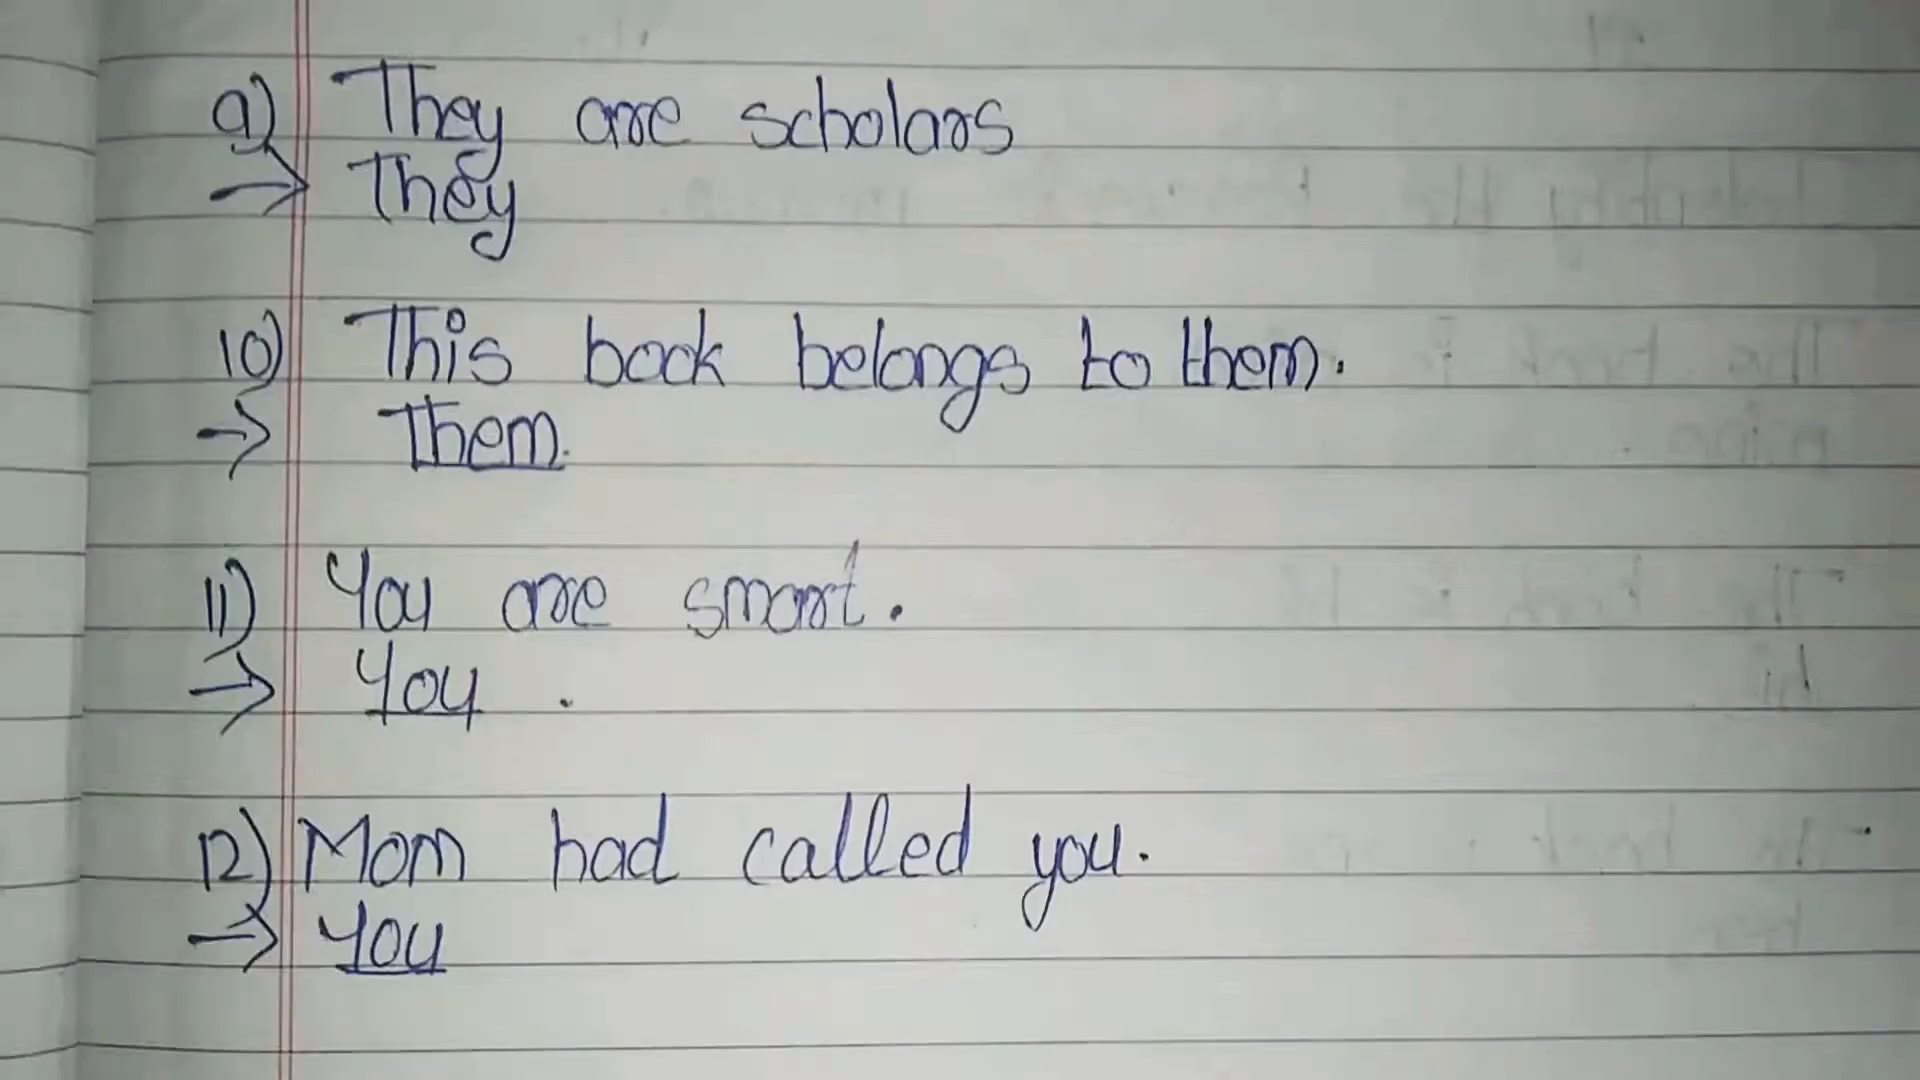 9) They are scholars
→ They
10) This book belongs to them.
→ Them.
11) You are smart.
→ You .
12) Mom had called you.
→ You